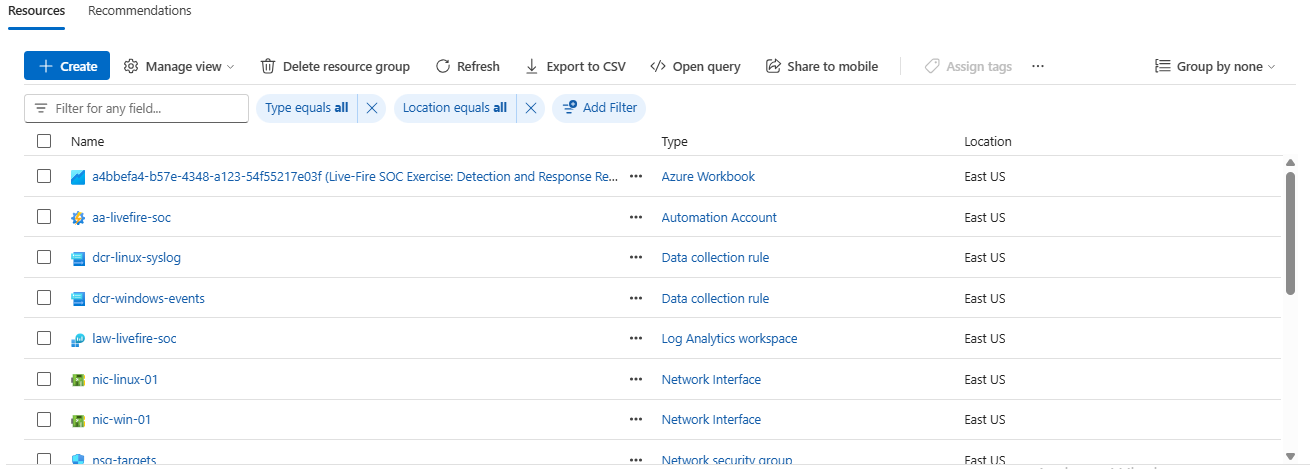 Resources Recommendations
Create Manage view Delete resource group Refresh Export to CSV Open query Share to mobile Assign tags ... Group by none
Filter for any field... Type equals all Location equals all Add Filter
Name Type Location
a4bbefa4-b57e-4348-a123-54f55217e03f (Live-Fire SOC Exercise: Detection and Response Re... ... Azure Workbook East US
aa-livefire-soc ... Automation Account East US
dcr-linux-syslog ... Data collection rule East US
dcr-windows-events ... Data collection rule East US
law-livefire-soc ... Log Analytics workspace East US
nic-linux-01 ... Network Interface East US
nic-win-01 ... Network Interface East US
nsg-targets ... Network security group East US